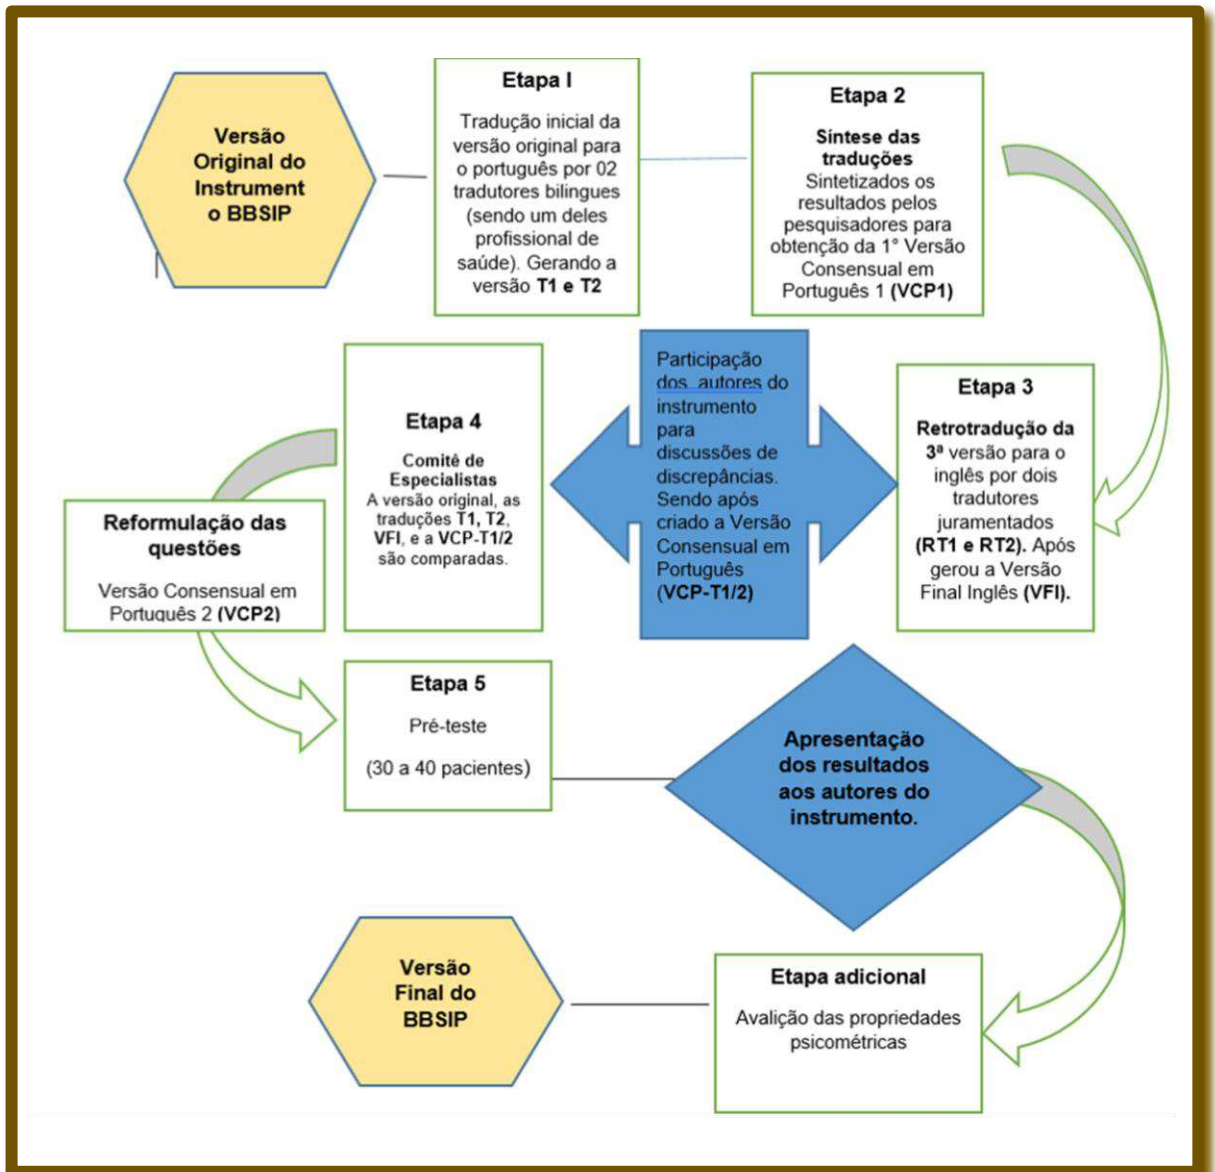 Versão
Original do
Instrument
o BBSIP
Etapa I
Tradução inicial da
versão original para
o português por 02
tradutores bilingues
(sendo um deles
profissional de
saúde). Gerando a
versão T1 e T2
Etapa 2
Síntese das
traduções
Sintetizados os
resultados pelos
pesquisadores para
obtenção da 1° Versão
Consensual em
Português 1 (VCP1)
Etapa 3
Retrotradução da
3ª versão para o
inglês por dois
tradutores
juramentados
(RT1 e RT2). Após
gerou a Versão
Final Inglês (VFI).
Participação
dos autores do
instrumento
para
discussões de
discrepâncias.
Sendo após
criado a Versão
Consensual em
Português
(VCP-T1/2)
Etapa 4
Comitê de
Especialistas
A versão original, as
traduções T1, T2,
VFI, e a VCP-T1/2
são comparadas.
Reformulação das
questões
Versão Consensual em
Português 2 (VCP2)
Etapa 5
Pré-teste
(30 a 40 pacientes)
Apresentação
dos resultados
aos autores do
instrumento.
Etapa adicional
Avalição das propriedades
psicométricas
Versão
Final do
BBSIP